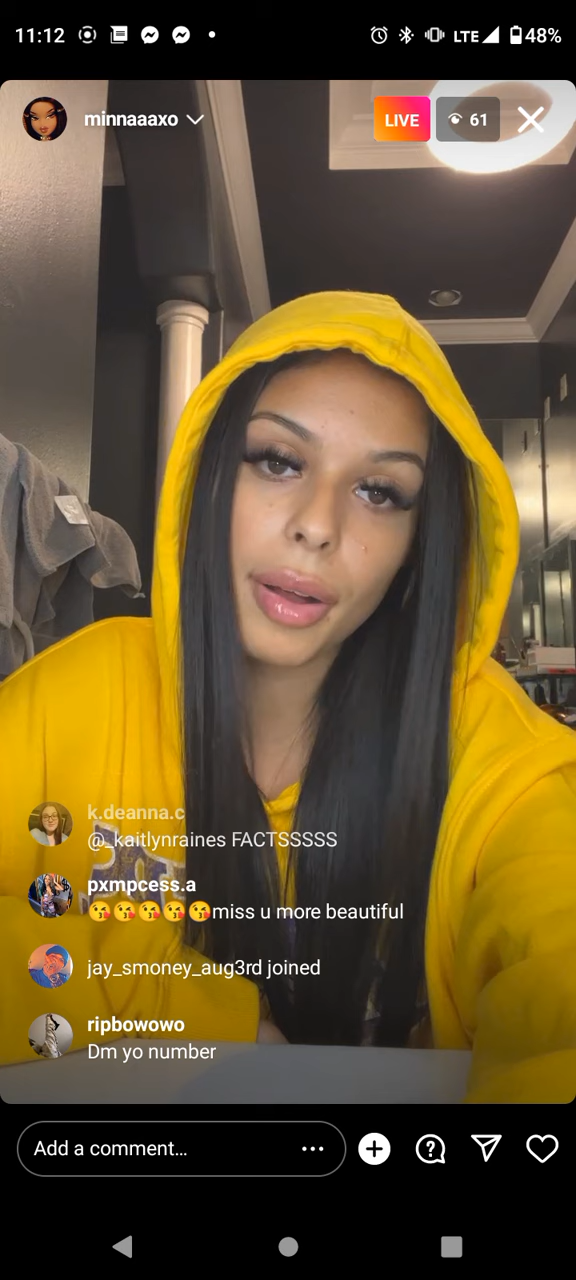 11:12
LTE 48%
minnaaaxo
LIVE
61
k.deanna.c
@_kaitlynraines FACTSSSSS
pxmpcess.a
😘😘😘😘😘miss u more beautiful
jay_smoney_aug3rd joined
ripbowowo
Dm yo number
Add a comment...